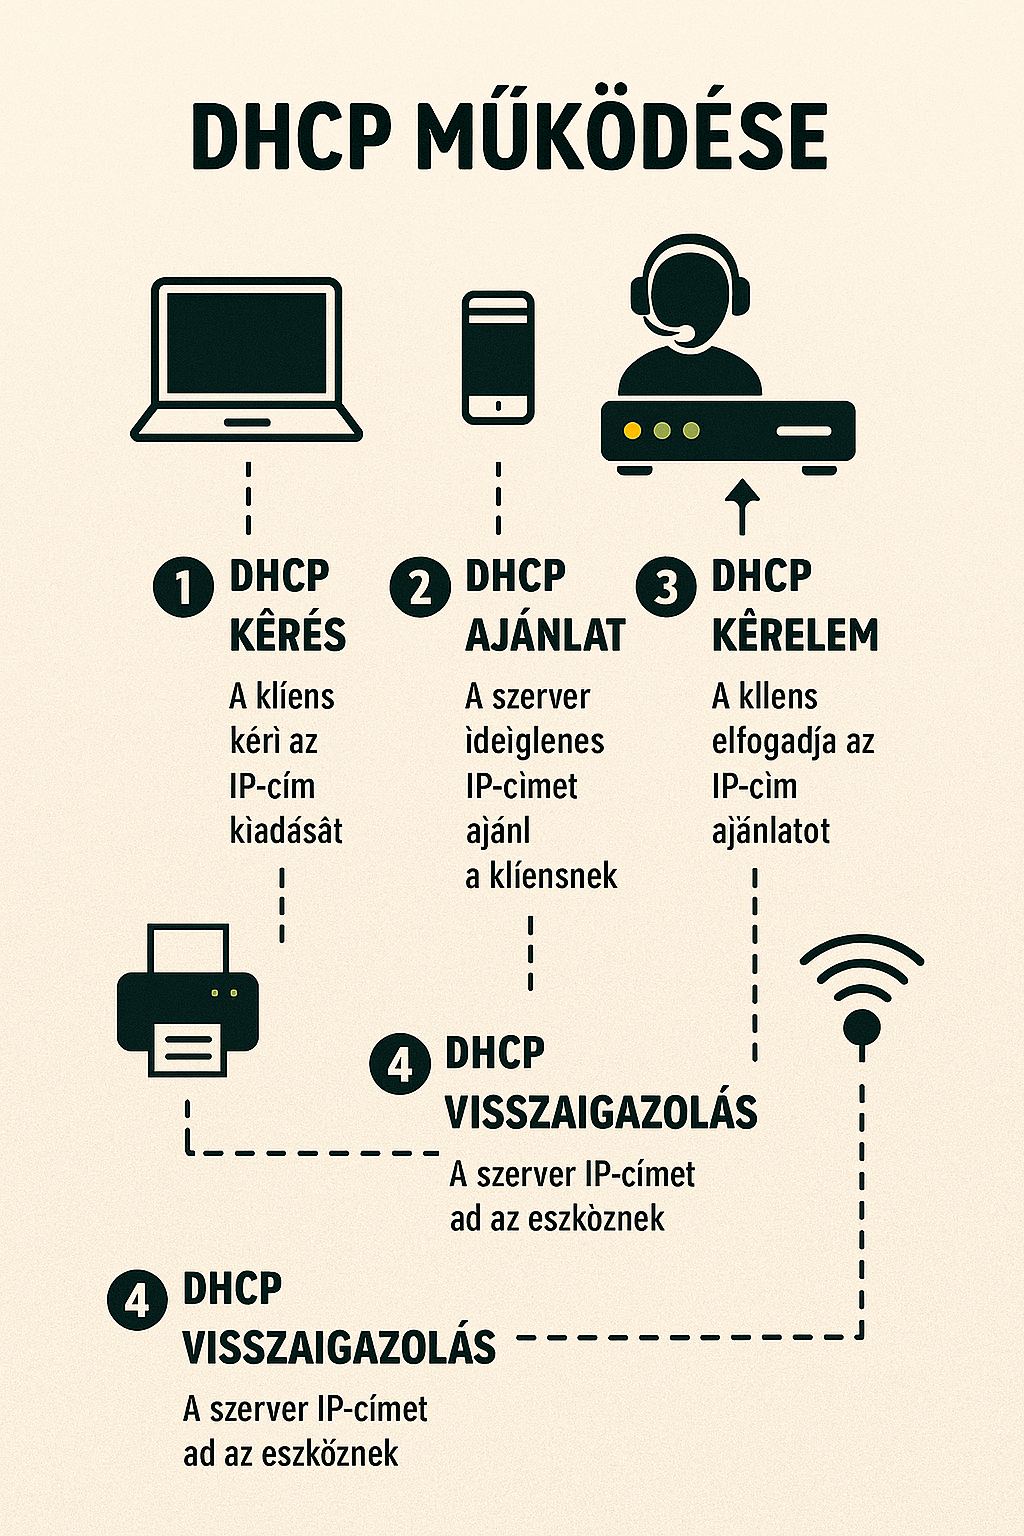 DHCP MŰKÖDÉSE
1 DHCP
KÊRÉS
A klíens
kérì az
IP-cím
kìadásât
2 DHCP
AJÁNLAT
A szerver
ìdeìglenes
IP-cìmet
ajánl
a klíensnek
3 DHCP
KÊRELEM
A kllens
elfogadja az
IP-cìm
ajänlatot
4 DHCP
VISSZAIGAZOLÁS
A szerver IP-címet
ad az eszkòznek
4 DHCP
VISSZAIGAZOLÁS
A szerver IP-címet
ad az eszkőznek